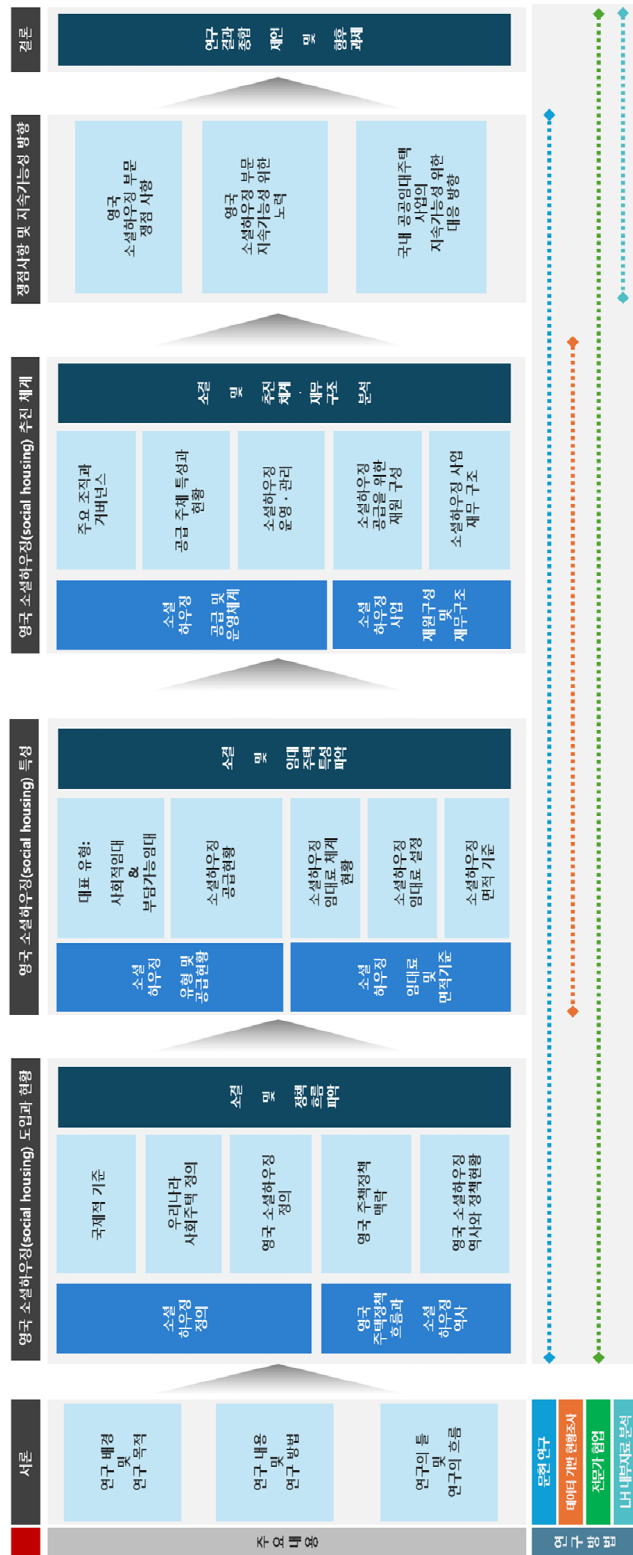 서론
영국 소셜하우징(social housing) 도입과 현황
영국 소셜하우징(social housing) 특성
영국 소셜하우징(social housing) 추진 체계
쟁점사항 및 지속가능성 방향
결론
주요내용
연구 배경
및
연구 목적
연구 내용
및
연구 방법
연구의 틀
및
연구의 흐름
소셜
하우징
정의
국제적 기준
우리나라
사회주택 정의
영국 소셜하우징
정의
영국
주택정책
흐름과
소셜
하우징
역사
영국 주택정책
맥락
영국 소셜하우징
역사와 정책현황
소결
및
정책
흐름
파악
소셜
하우징
유형 및
공급현황
대표 유형:
사회적임대
&
부담가능임대
소셜하우징
공급현황
소셜
하우징
임대료
및
면적기준
소셜하우징
임대료 체계
현황
소셜하우징
임대료 설정
소셜하우징
면적 기준
소결
및
임대
주택
특성
파악
소셜
하우징
공급 및
운영체계
주요 조직과
거버넌스
공급 주체 특성과
현황
소셜하우징
운영·관리
소셜
하우징
사업
재원구성
및
재무구조
소셜하우징
공급을 위한
재원 구성
소셜하우징 사업
재무 구조
소결
및
추진
체계·
재무
구조
분석
영국
소셜하우징 부문
쟁점 사항
영국
소셜하우징 부문
지속가능성 위한
노력
국내 공공임대주택
사업의
지속가능성 위한
대응 방향
연구
결과
종합
제언
및
향후
과제
연구방법
문헌 연구
데이터 기반 현황조사
전문가 협업
LH 내부자료 분석